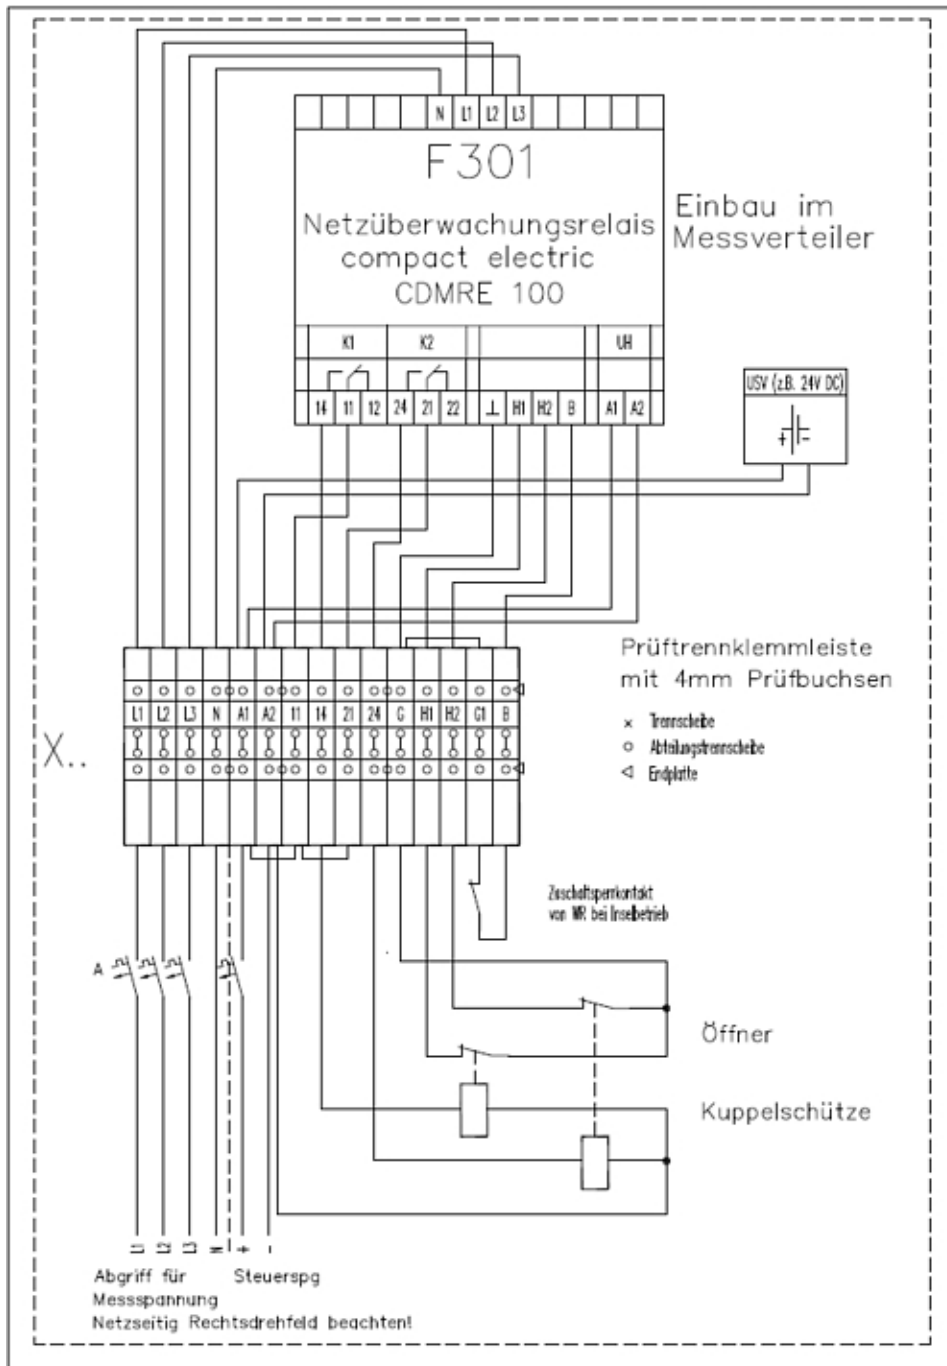 N L1 L2 L3
F301
Netzüberwachungsrelais
compact electric
CDMRE 100
Einbau im
Messverteiler
K1 K2 UH
14 11 12 24 21 22 ⊥ H1 H2 B A1 A2
USV (z.B. 24V DC)
+ -
Prüftrennklemmleiste
mit 4mm Prüfbuchsen
x Trennscheibe
o Abteilungstrennscheibe
◁ Endplatte
X..
L1 L2 L3 N A1 A2 11 14 21 24 G H1 H2 G1 B
Zuschaltsperrkontakt
von WR bei Inselbetrieb
A
Öffner
Kuppelschütze
L1 L2 L3 N + -
Abgriff für Steuerspg
Messspannung
Netzseitig Rechtsdrehfeld beachten!